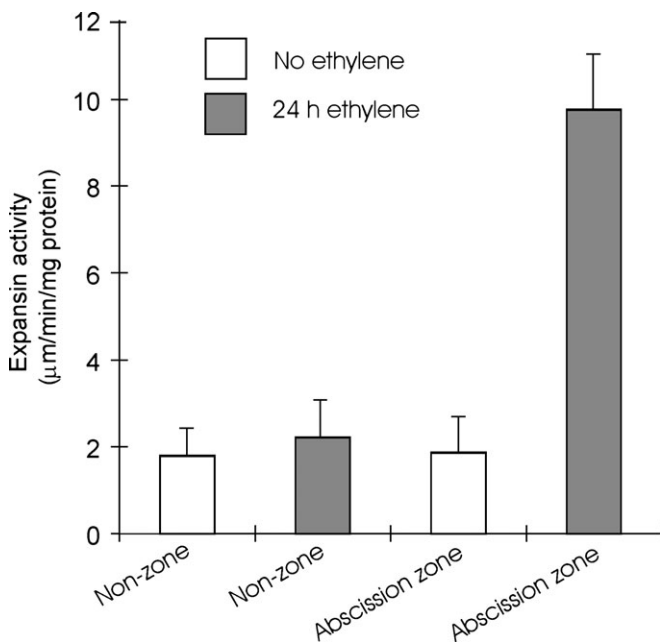 Expansin activity
(μm/min/mg protein)
12
10
8
6
4
2
0
No ethylene
24 h ethylene
Non-zone
Non-zone
Abscission zone
Abscission zone